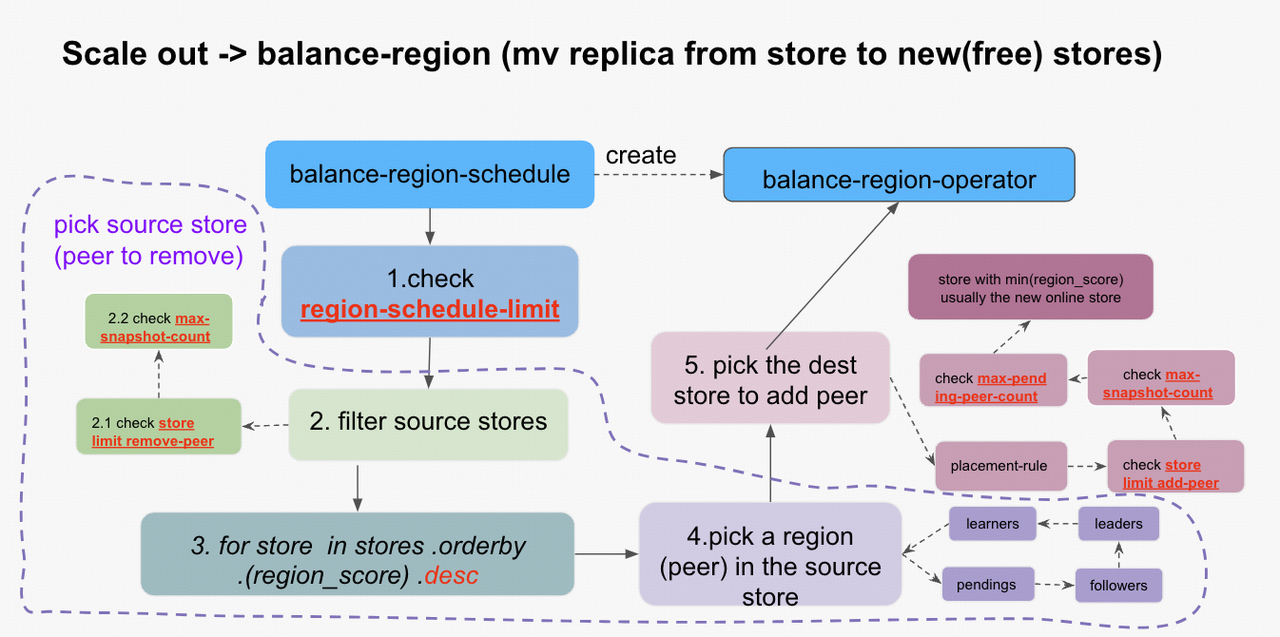 Scale out -> balance-region (mv replica from store to new(free) stores)
balance-region-schedule
create
balance-region-operator
pick source store
(peer to remove)
1.check
region-schedule-limit
2.2 check max-
snapshot-count
2.1 check store
limit remove-peer
2. filter source stores
3. for store in stores .orderby
.(region_score) .desc
4.pick a region
(peer) in the source
store
learners
leaders
pendings
followers
5. pick the dest
store to add peer
store with min(region_score)
usually the new online store
check max-pend
ing-peer-count
check max-
snapshot-count
placement-rule
check store
limit add-peer